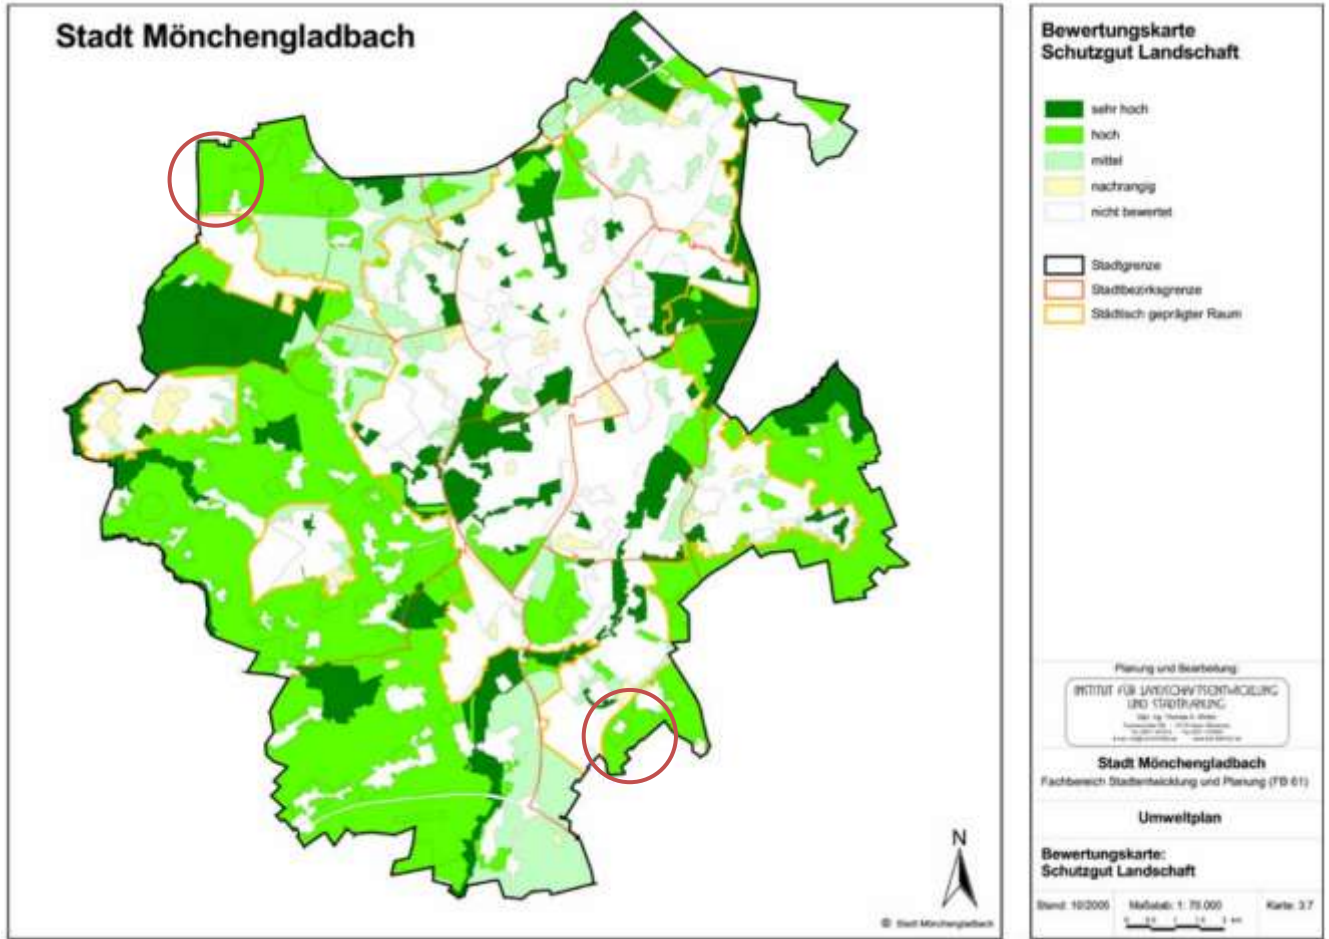 Stadt Mönchengladbach
N
© Stadt Mönchengladbach
Bewertungskarte
Schutzgut Landschaft
sehr hoch
hoch
mittel
nachrangig
nicht bewertet
Stadtgrenze
Stadtbezirksgrenze
Städtisch geprägter Raum
Planung und Bearbeitung:
INSTITUT FÜR LANDSCHAFTSENTWICKLUNG
UND STADTPLANUNG
Stadt Mönchengladbach
Fachbereich Stadtentwicklung und Planung (FB 61)
Umweltplan
Bewertungskarte:
Schutzgut Landschaft
Stand: 10/2005 Maßstab: 1: 70.000 Karte: 3.7
km